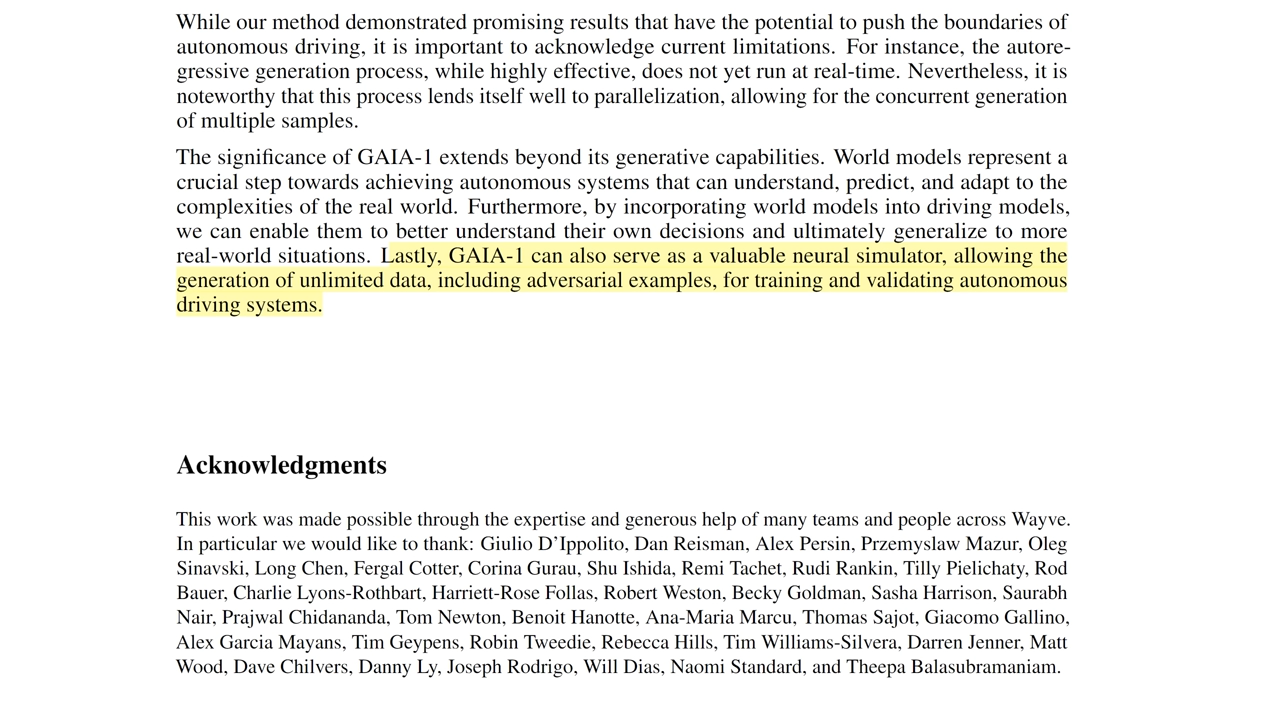 While our method demonstrated promising results that have the potential to push the boundaries of
autonomous driving, it is important to acknowledge current limitations. For instance, the autore-
gressive generation process, while highly effective, does not yet run at real-time. Nevertheless, it is
noteworthy that this process lends itself well to parallelization, allowing for the concurrent generation
of multiple samples.
The significance of GAIA-1 extends beyond its generative capabilities. World models represent a
crucial step towards achieving autonomous systems that can understand, predict, and adapt to the
complexities of the real world. Furthermore, by incorporating world models into driving models,
we can enable them to better understand their own decisions and ultimately generalize to more
real-world situations. Lastly, GAIA-1 can also serve as a valuable neural simulator, allowing the
generation of unlimited data, including adversarial examples, for training and validating autonomous
driving systems.
Acknowledgments
This work was made possible through the expertise and generous help of many teams and people across Wayve.
In particular we would like to thank: Giulio D’Ippolito, Dan Reisman, Alex Persin, Przemyslaw Mazur, Oleg
Sinavski, Long Chen, Fergal Cotter, Corina Gurau, Shu Ishida, Remi Tachet, Rudi Rankin, Tilly Pielichaty, Rod
Bauer, Charlie Lyons-Rothbart, Harriett-Rose Follas, Robert Weston, Becky Goldman, Sasha Harrison, Saurabh
Nair, Prajwal Chidananda, Tom Newton, Benoit Hanotte, Ana-Maria Marcu, Thomas Sajot, Giacomo Gallino,
Alex Garcia Mayans, Tim Geypens, Robin Tweedie, Rebecca Hills, Tim Williams-Silvera, Darren Jenner, Matt
Wood, Dave Chilvers, Danny Ly, Joseph Rodrigo, Will Dias, Naomi Standard, and Theepa Balasubramaniam.